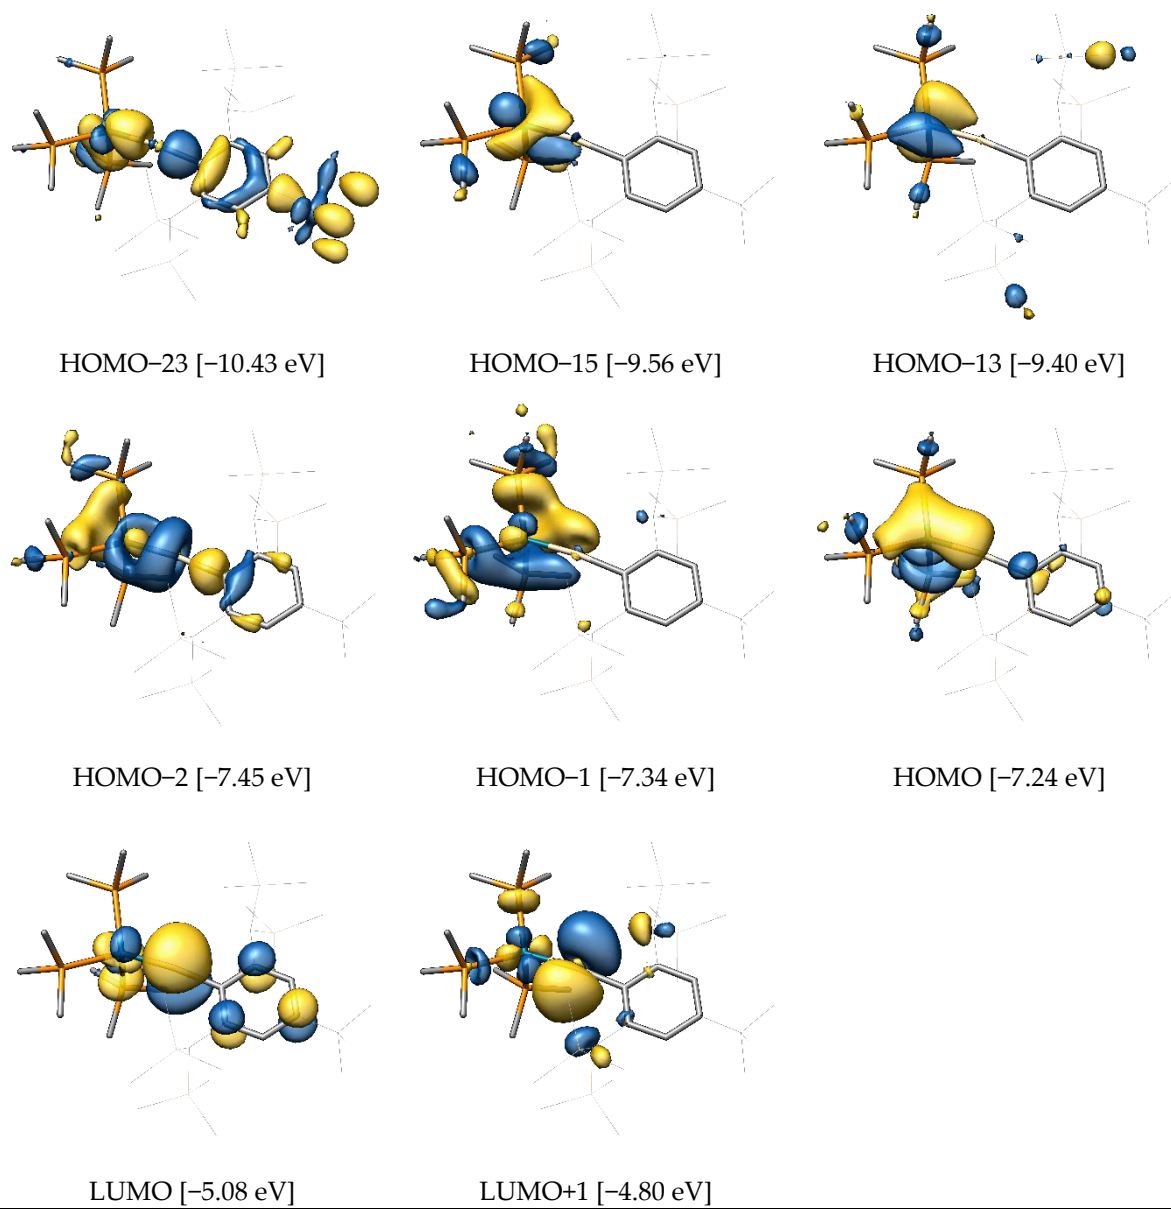 HOMO−23 [−10.43 eV]
HOMO−15 [−9.56 eV]
HOMO−13 [−9.40 eV]
HOMO−2 [−7.45 eV]
HOMO−1 [−7.34 eV]
HOMO [−7.24 eV]
LUMO [−5.08 eV]
LUMO+1 [−4.80 eV]